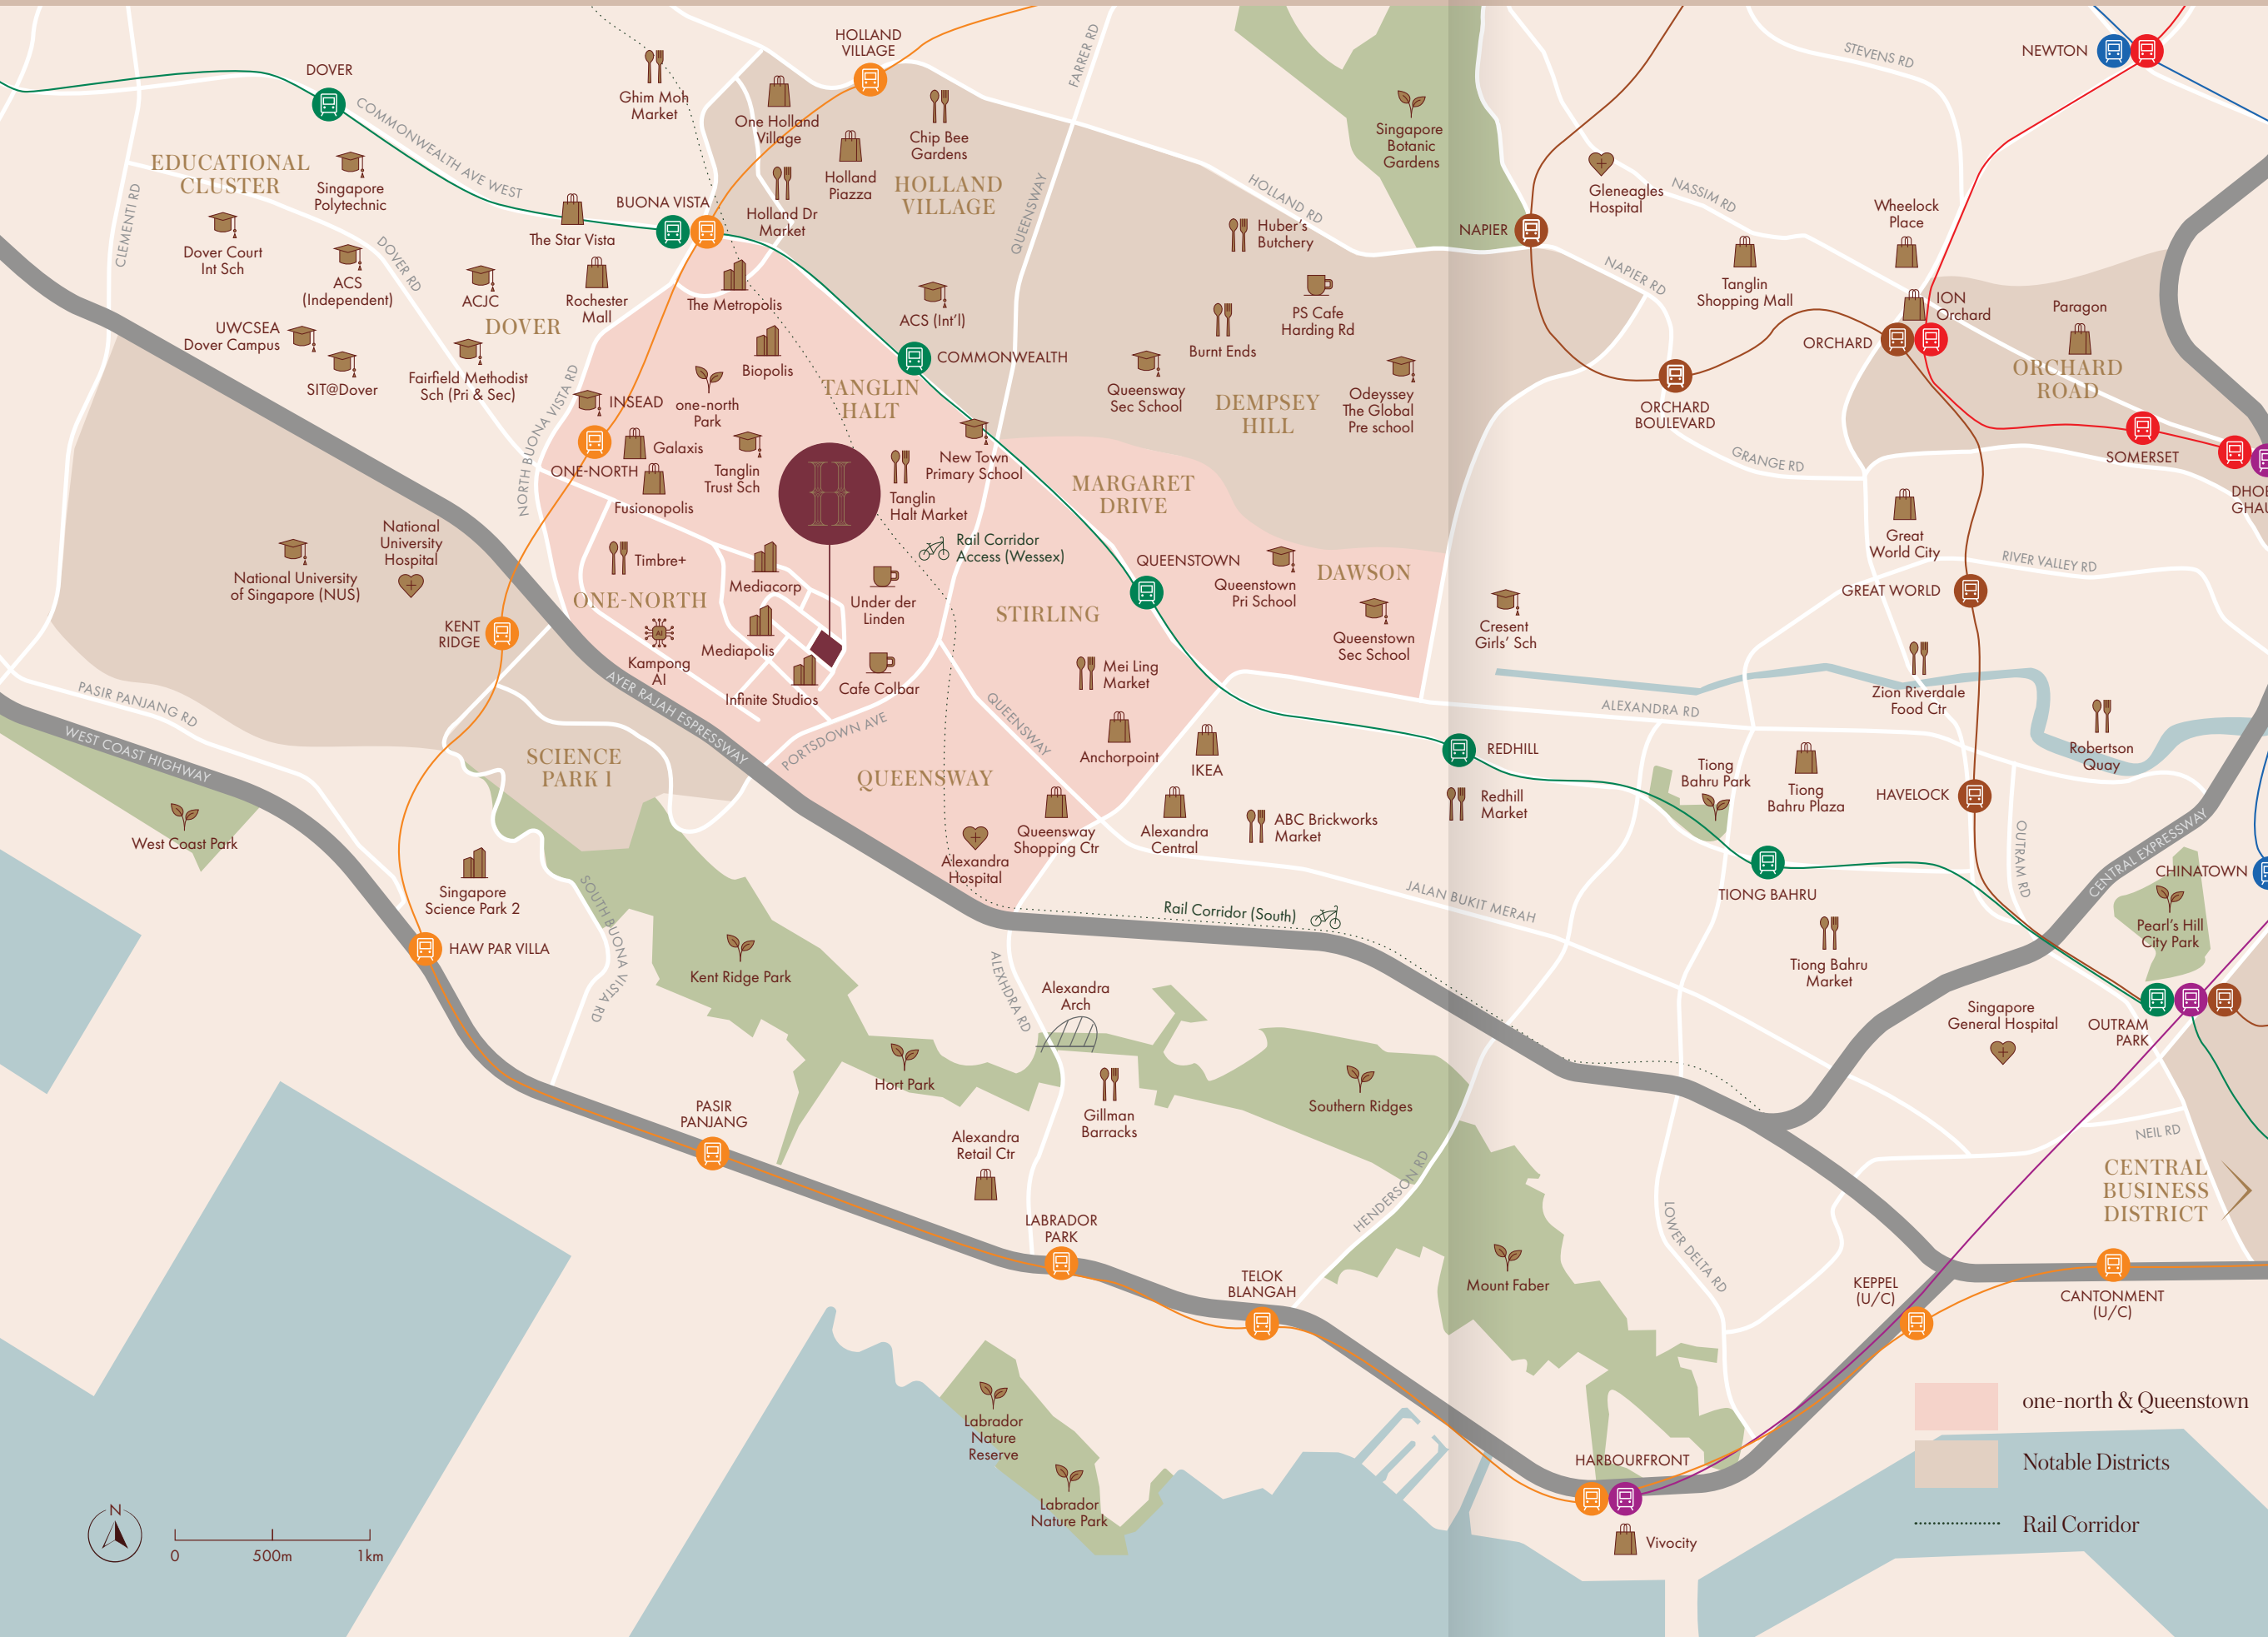 HOLLAND
VILLAGE
NEWTON
STEVENS RD
FARRER RD
DOVER
COMMONWEALTH AVE WEST
Ghim Moh
Market
One Holland
Village
Chip Bee
Gardens
Singapore
Botanic
Gardens
EDUCATIONAL
CLUSTER
Singapore
Polytechnic
Holland
Piazza
HOLLAND
VILLAGE
HOLLAND RD
Gleneagles
Hospital
NASSIM RD
Wheelock
Place
CLEMENTI RD
BUONA VISTA
Holland Dr
Market
QUEENSWAY
Huber's
Butchery
NAPIER
Dover Court
Int Sch
DOVER RD
The Star Vista
NAPIER RD
Tanglin
Shopping Mall
ACS
(Independent)
ACJC
Rochester
Mall
The Metropolis
ACS (Int'l)
PS Cafe
Harding Rd
ION
Orchard
Paragon
UWCSEA
Dover Campus
DOVER
Burnt Ends
ORCHARD
SIT@Dover
Fairfield Methodist
Sch (Pri & Sec)
Biopolis
COMMONWEALTH
ORCHARD
ROAD
NORTH BUONA VISTA RD
INSEAD
one-north
Park
TANGLIN
HALT
Queensway
Sec School
DEMPSEY
HILL
Odeyssey
The Global
Pre school
ORCHARD
BOULEVARD
Galaxis
ONE-NORTH
Tanglin
Trust Sch
H
New Town
Primary School
GRANGE RD
SOMERSET
Fusionopolis
Tanglin
Halt Market
MARGARET
DRIVE
DHOB
GHAU
National
University
Hospital
Great
World City
Rail Corridor
Access (Wessex)
National University
of Singapore (NUS)
Timbre+
Mediacorp
QUEENSTOWN
Queenstown
Pri School
DAWSON
RIVER VALLEY RD
GREAT WORLD
ONE-NORTH
Under der
Linden
STIRLING
KENT
RIDGE
Kampong
AI
AI
Mediapolis
Queenstown
Sec School
Cresent
Girls' Sch
Infinite Studios
Cafe Colbar
Mei Ling
Market
Zion Riverdale
Food Ctr
PASIR PANJANG RD
AYER RAJAH ESPRESSWAY
QUEENSWAY
ALEXANDRA RD
WEST COAST HIGHWAY
PORTSDOWN AVE
SCIENCE
PARK 1
QUEENSWAY
Anchorpoint
IKEA
REDHILL
Tiong
Bahru Park
Tiong
Bahru Plaza
Robertson
Quay
HAVELOCK
Redhill
Market
West Coast Park
Queensway
Shopping Ctr
Alexandra
Central
ABC Brickworks
Market
Alexandra
Hospital
OUTRAM RD
CENTRAL EXPRESSWAY
CHINATOWN
TIONG BAHRU
Singapore
Science Park 2
SOUTH BUONA VISTA RD
Rail Corridor (South)
JALAN BUKIT MERAH
Pearl's Hill
City Park
HAW PAR VILLA
Kent Ridge Park
Tiong Bahru
Market
ALEXHDRA RD
Alexandra
Arch
Singapore
General Hospital
OUTRAM
PARK
Hort Park
PASIR
PANJANG
Gillman
Barracks
Southern Ridges
Alexandra
Retail Ctr
NEIL RD
HENDERSON RD
CENTRAL
BUSINESS
DISTRICT
LOWER DELTA RD
LABRADOR
PARK
TELOK
BLANGAH
Mount Faber
KEPPEL
(U/C)
CANTONMENT
(U/C)
Labrador
Nature
Reserve
one-north & Queenstown
HARBOURFRONT
Notable Districts
Labrador
Nature Park
Rail Corridor
Vivocity
N
0 500m 1km